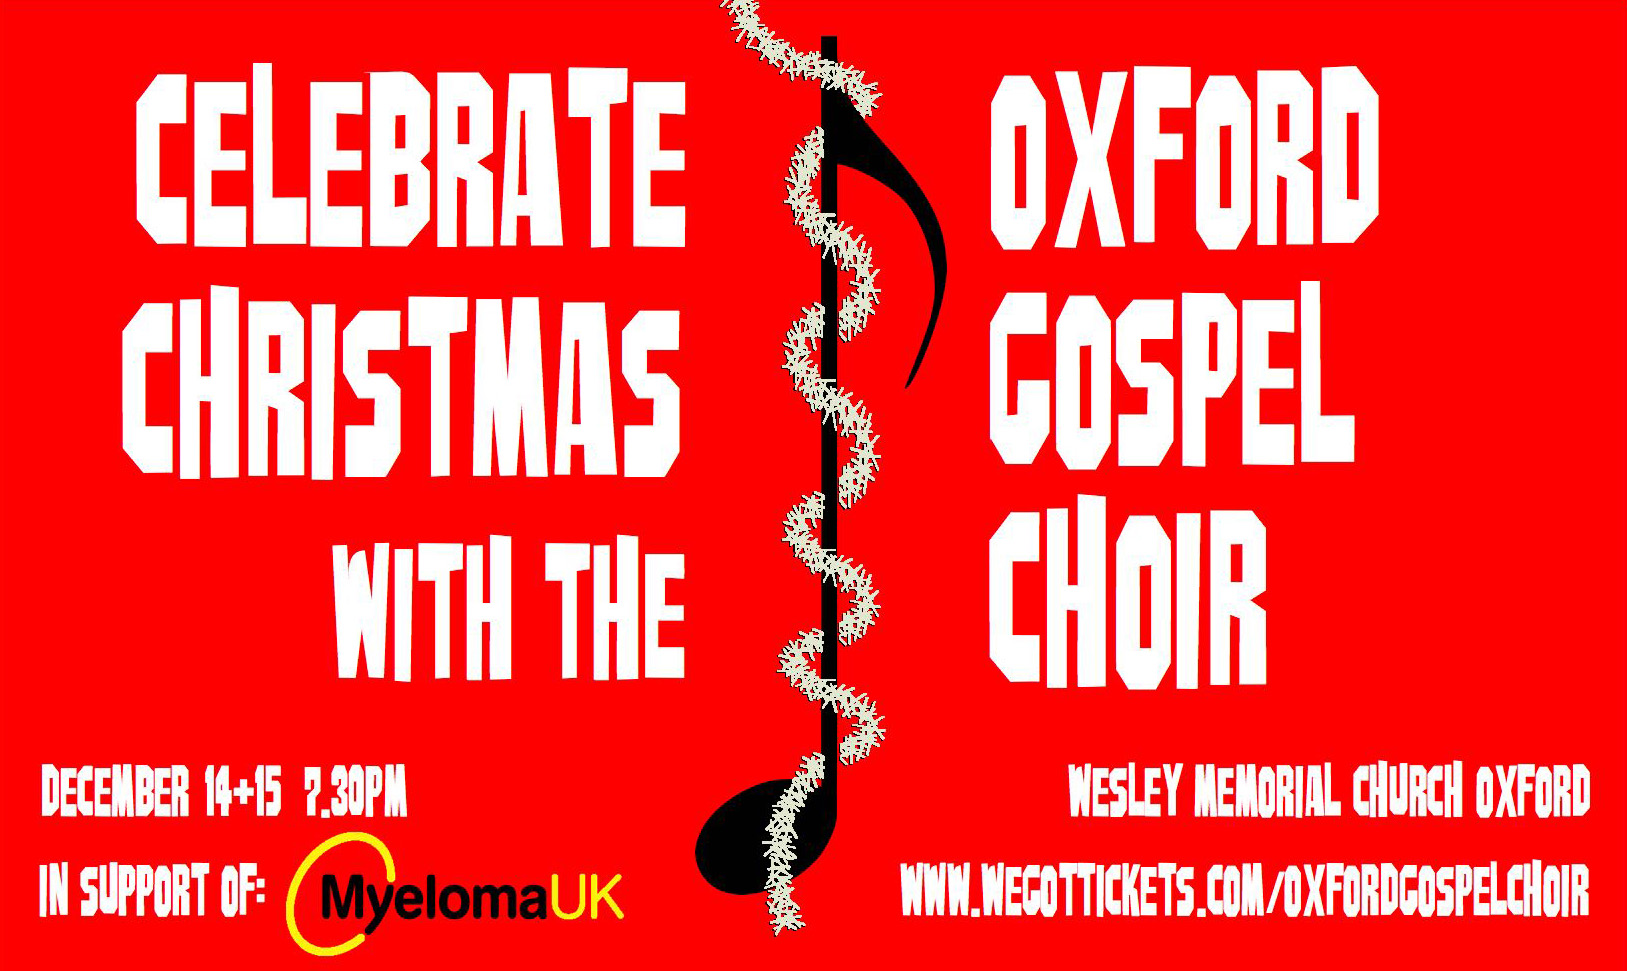 CELEBRATE
CHRISTMAS
WITH THE
OXFORD
GOSPEL
CHOIR
DECEMBER 14+15 7.30PM
IN SUPPORT OF: MyelomaUK
WESLEY MEMORIAL CHURCH OXFORD
WWW.WEGOTTICKETS.COM/OXFORDGOSPELCHOIR